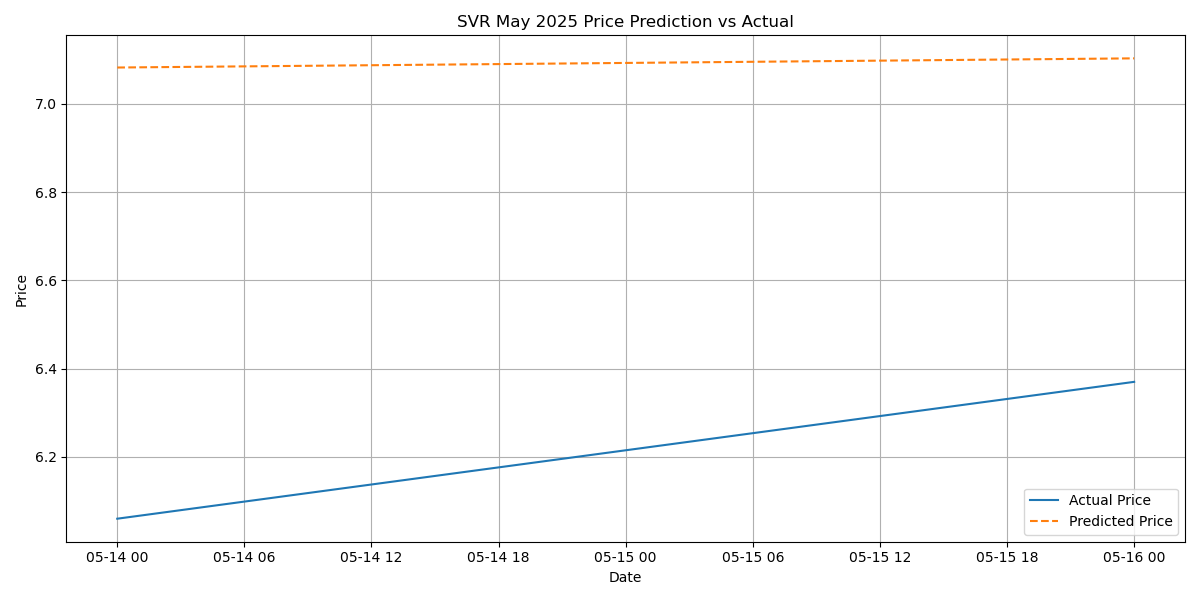 SVR May 2025 Price Prediction vs Actual
7.0
6.8
6.6
6.4
6.2
Price
Actual Price
Predicted Price
05-14 00 05-14 06 05-14 12 05-14 18 05-15 00 05-15 06 05-15 12 05-15 18 05-16 00
Date